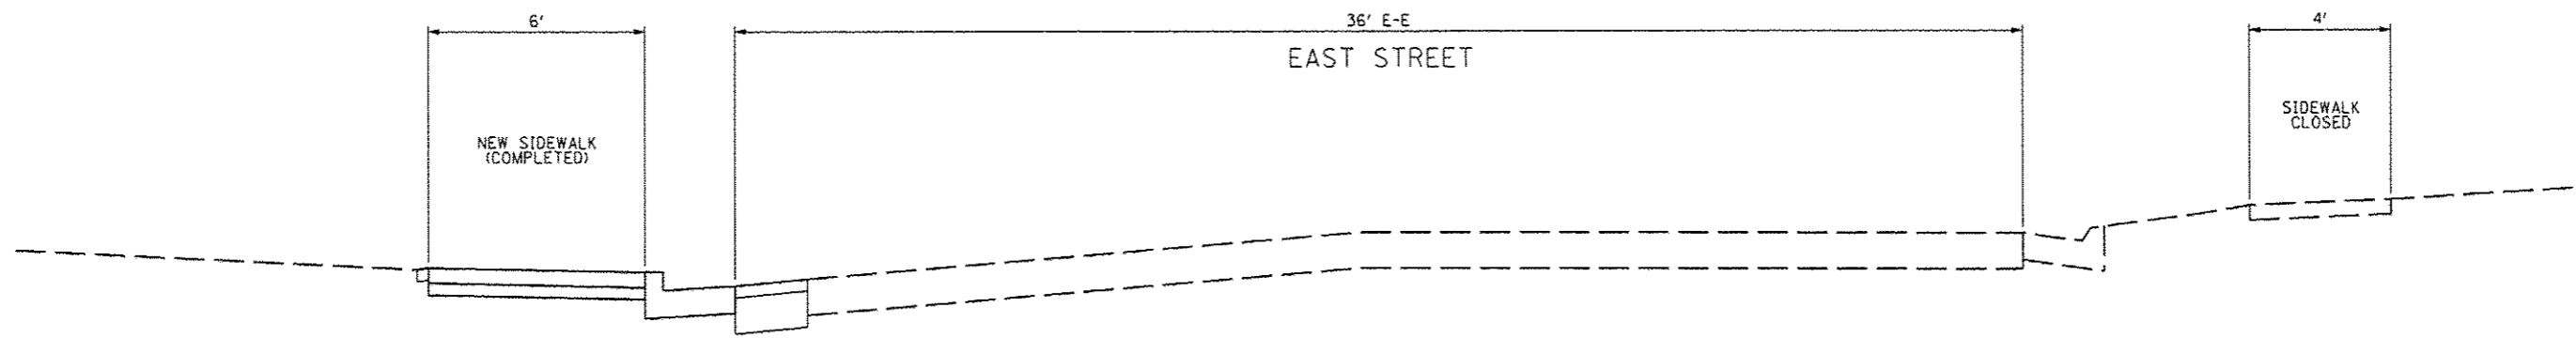 6'
36' E-E
4'
EAST STREET
NEW SIDEWALK
(COMPLETED)
SIDEWALK
CLOSED